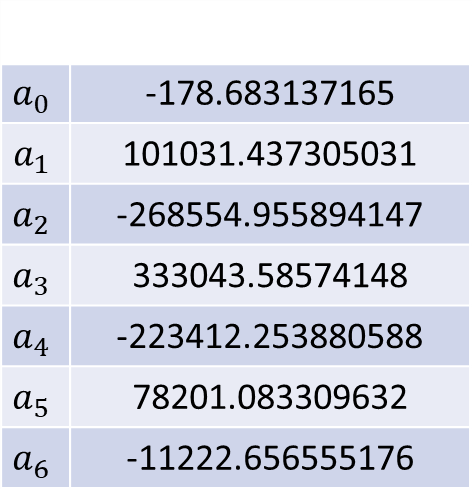 a₀ -178.683137165
a₁ 101031.437305031
a₂ -268554.955894147
a₃ 333043.58574148
a₄ -223412.253880588
a₅ 78201.083309632
a₆ -11222.656555176